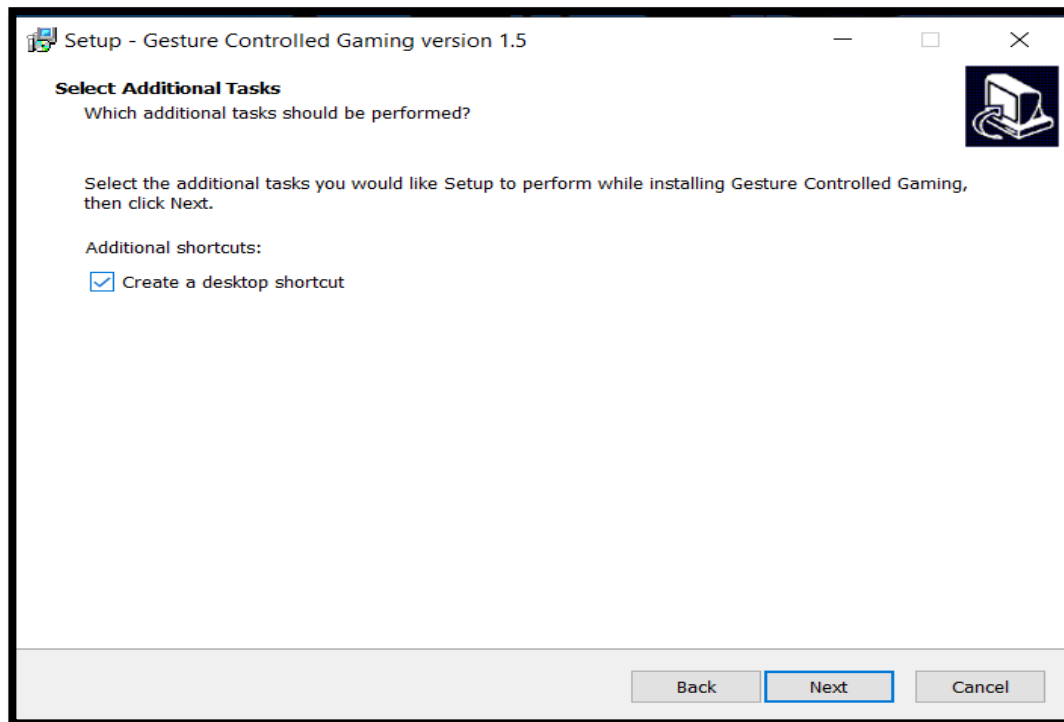 Setup - Gesture Controlled Gaming version 1.5
Select Additional Tasks
Which additional tasks should be performed?
Select the additional tasks you would like Setup to perform while installing Gesture Controlled Gaming,
then click Next.
Additional shortcuts:
Create a desktop shortcut
Back Next Cancel